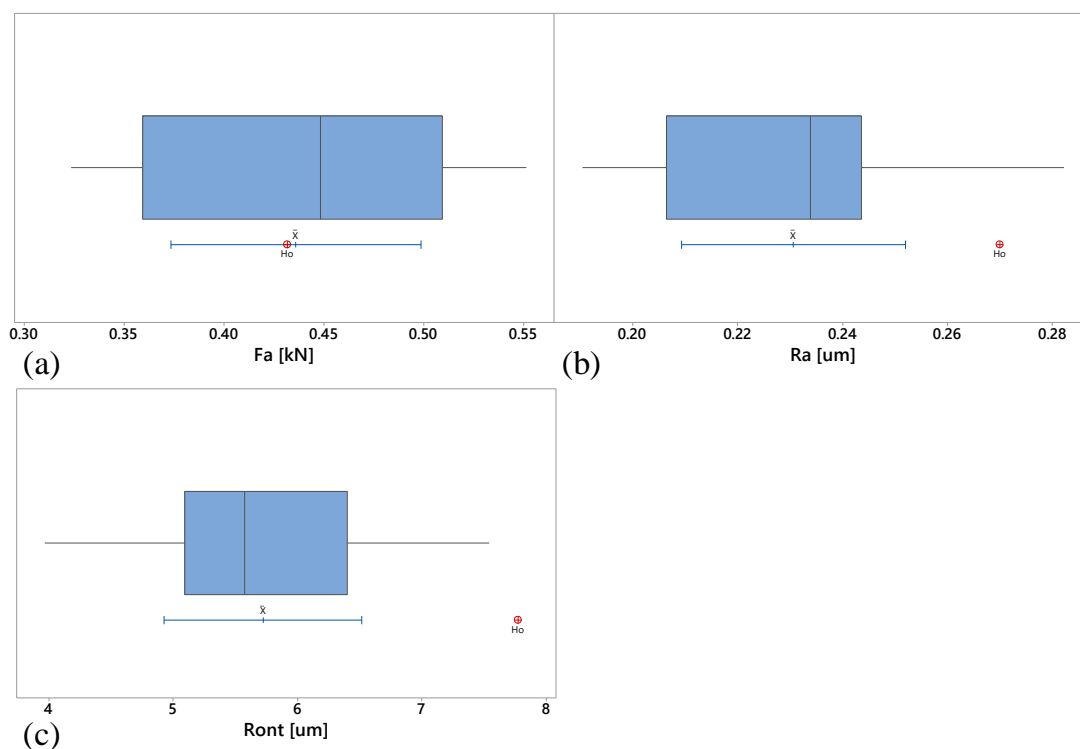 x̄
Ho
0.30 0.35 0.40 0.45 0.50 0.55
Fa [kN]
(a)
x̄
Ho
0.20 0.22 0.24 0.26 0.28
Ra [um]
(b)
x̄
Ho
4 5 6 7 8
Ront [um]
(c)